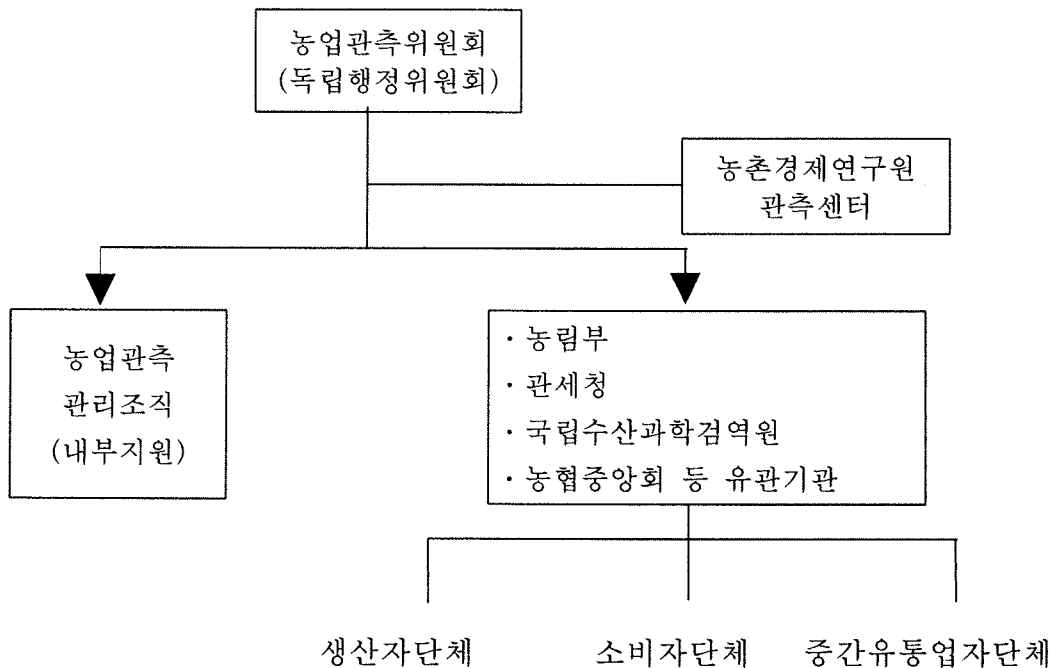 농업관측위원회
(독립행정위원회)
농촌경제연구원
관측센터
농업관측
관리조직
(내부지원)
· 농림부
· 관세청
· 국립수산과학검역원
· 농협중앙회 등 유관기관
생산자단체
소비자단체
중간유통업자단체